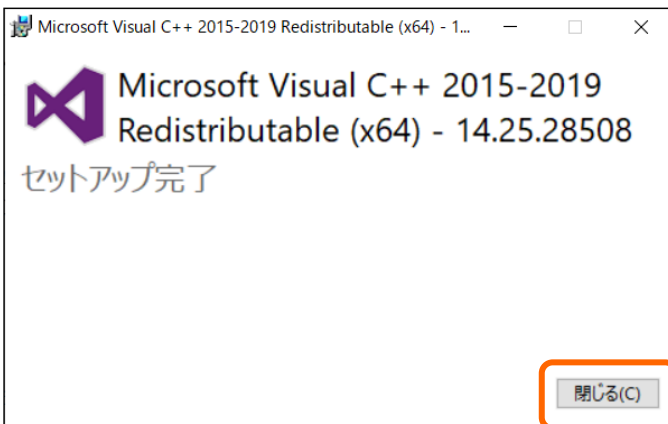 Microsoft Visual C++ 2015-2019 Redistributable (x64) - 1...
Microsoft Visual C++ 2015-2019
Redistributable (x64) - 14.25.28508
セットアップ完了
閉じる(C)